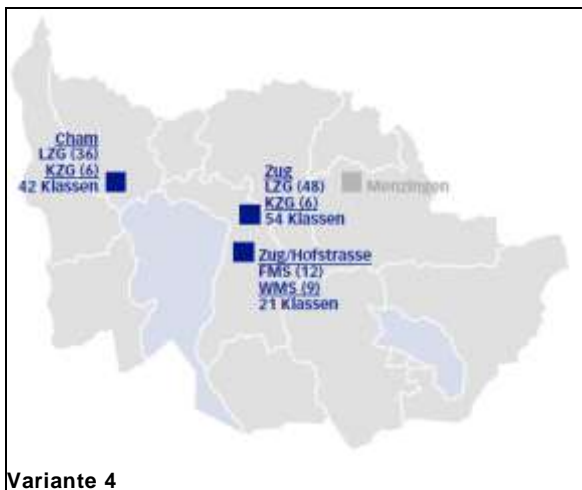 Cham
LZG (36)
KZG (6)
42 Klassen
Zug
LZG (48)
KZG (6)
54 Klassen
Menzingen
Zug/Hofstrasse
FMS (12)
WMS (9)
21 Klassen
Variante 4